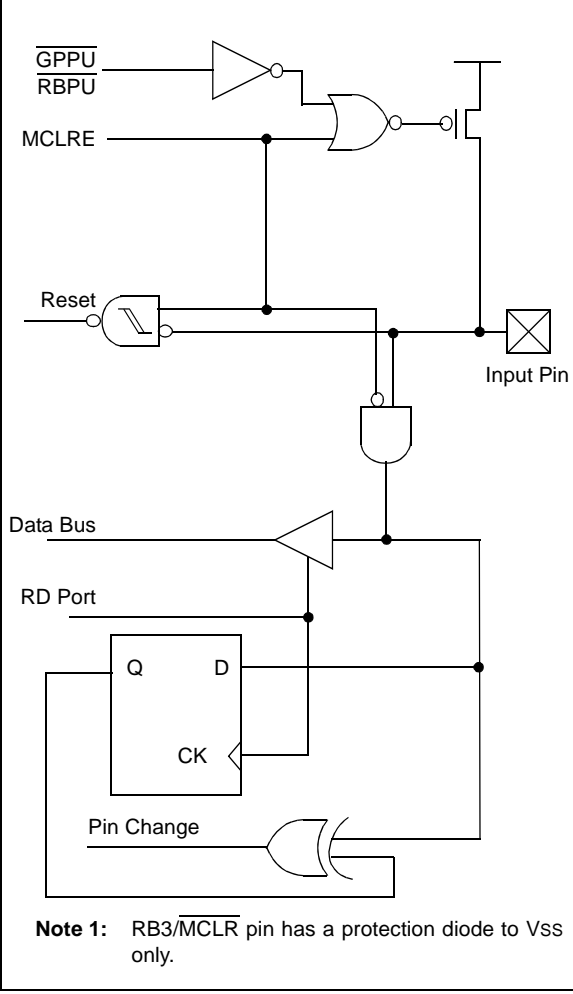 GPPU
RBPU
MCLRE
Reset
Input Pin
Data Bus
RD Port
Q D
CK
Pin Change
Note 1: RB3/MCLR pin has a protection diode to VSS
only.